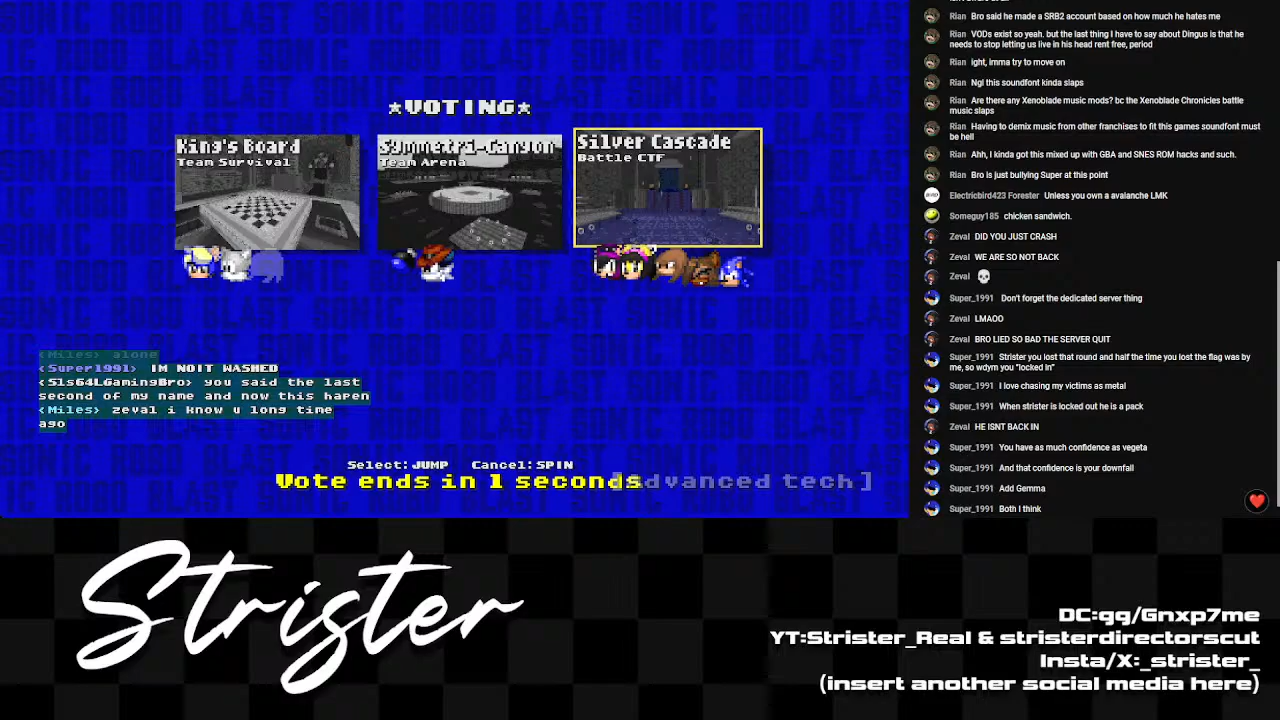 ★VOTING★
King's Board
Team Survival
Symmetri-Canyon
Team Arena
Silver Cascade
Battle CTF
<Miles> alone
<Super1991> IM NOIT WASHED
<Sls64LGamingBro> you said the last
second of my name and now this hapen
<Miles> zeval i know u long time
ago
Select:JUMP Cancel:SPIN
Vote ends in 1 seconds
[Advanced tech]
Rian Bro said he made a SRB2 account based on how much he hates me
Rian VODs exist so yeah. but the last thing I have to say about Dingus is that he
needs to stop letting us live in his head rent free, period
Rian ight, imma try to move on
Rian Ngl this soundfont kinda slaps
Rian Are there any Xenoblade music mods? bc the Xenoblade Chronicles battle
music slaps
Rian Having to demix music from other franchises to fit this games soundfont must
be hell
Rian Ahh, I kinda got this mixed up with GBA and SNES ROM hacks and such.
Rian Bro is just bullying Super at this point
Electricbird423 Forester Unless you own a avalanche LMK
Someguy185 chicken sandwich.
Zeval DID YOU JUST CRASH
Zeval WE ARE SO NOT BACK
Zeval 💀
Super_1991 Don't forget the dedicated server thing
Zeval LMAOO
Zeval BRO LIED SO BAD THE SERVER QUIT
Super_1991 Strister you lost that round and half the time you lost the flag was by
me, so wdym you "locked in"
Super_1991 I love chasing my victims as metal
Super_1991 When strister is locked out he is a pack
Zeval HE ISNT BACK IN
Super_1991 You have as much confidence as vegeta
Super_1991 And that confidence is your downfall
Super_1991 Add Gemma
Super_1991 Both I think
Strister
DC:gg/Gnxp7me
YT:Strister_Real & stristerdirectorscut
Insta/X:_strister_
(insert another social media here)